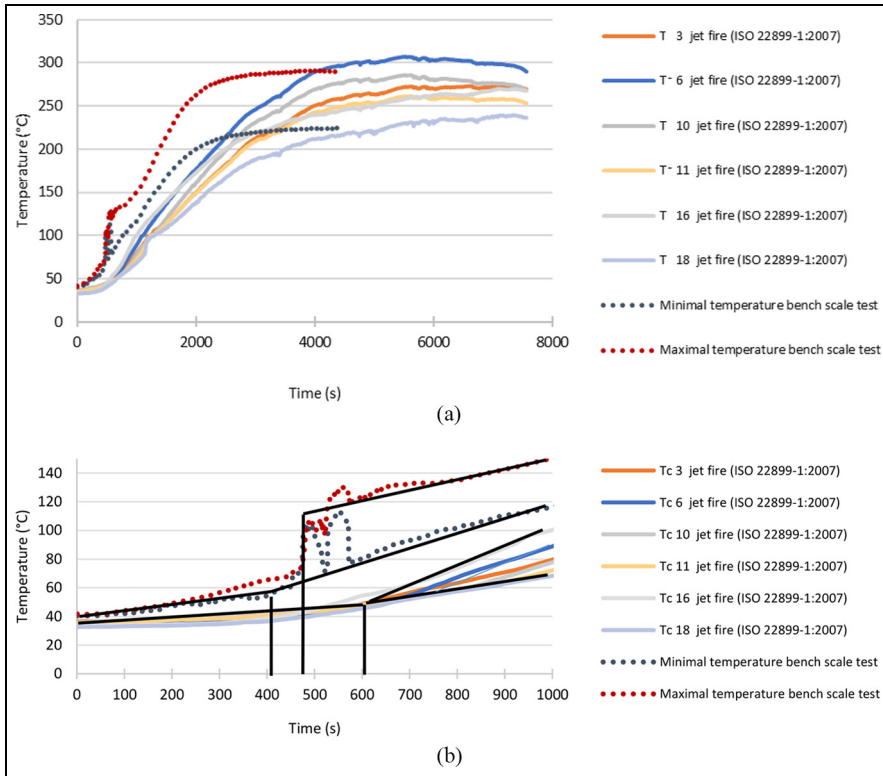 350
300
250
200
150
100
50
0
Temperature (°C)
0 2000 4000 6000 8000
Time (s)
T 3 jet fire (ISO 22899-1:2007)
T- 6 jet fire (ISO 22899-1:2007)
T 10 jet fire (ISO 22899-1:2007)
T- 11 jet fire (ISO 22899-1:2007)
T 16 jet fire (ISO 22899-1:2007)
T 18 jet fire (ISO 22899-1:2007)
Minimal temperature bench scale test
Maximal temperature bench scale test
(a)
140
120
100
80
60
40
20
0
Temperature (°C)
0 100 200 300 400 500 600 700 800 900 1000
Time (s)
Tc 3 jet fire (ISO 22899-1:2007)
Tc 6 jet fire (ISO 22899-1:2007)
Tc 10 jet fire (ISO 22899-1:2007)
Tc 11 jet fire (ISO 22899-1:2007)
Tc 16 jet fire (ISO 22899-1:2007)
Tc 18 jet fire (ISO 22899-1:2007)
Minimal temperature bench scale test
Maximal temperature bench scale test
(b)